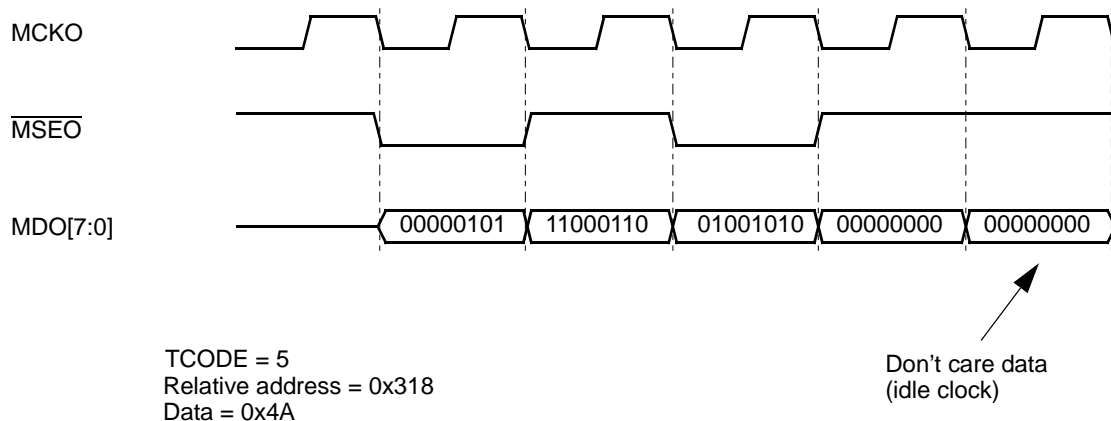 MCKO
MSEO
MDO[7:0]
00000101 11000110 01001010 00000000 00000000
TCODE = 5
Relative address = 0x318
Data = 0x4A
Don't care data
(idle clock)